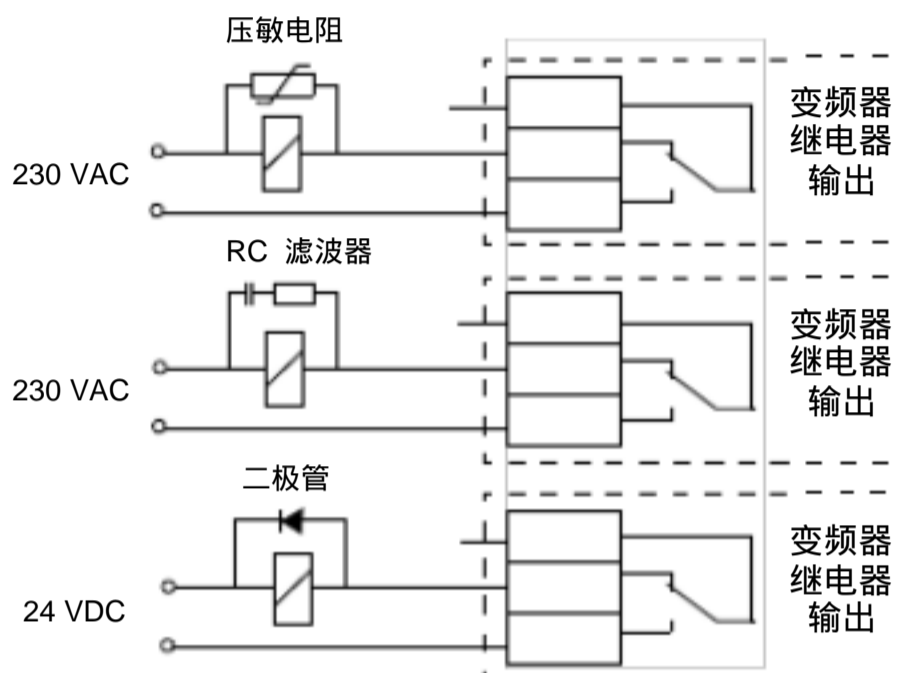 压敏电阻
230 VAC
变频器
继电器
输出
RC 滤波器
230 VAC
变频器
继电器
输出
二极管
24 VDC
变频器
继电器
输出